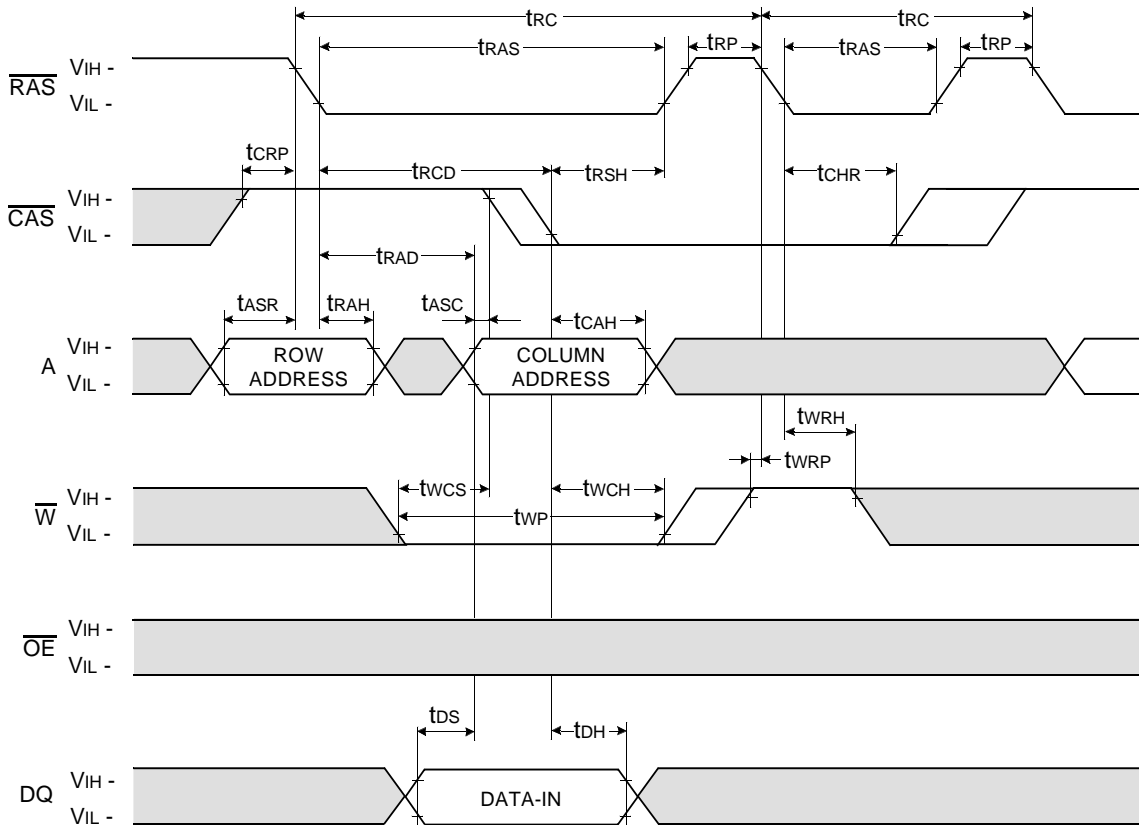 tRC tRC
tRAS tRP tRAS tRP
RAS VIH -
VIL -
tCRP tRCD tRSH tCHR
CAS VIH -
VIL -
tRAD
tASR tRAH tASC tCAH
A VIH -
VIL -
ROW ADDRESS
COLUMN ADDRESS
tWRH
tWRP
tWCS tWCH
W VIH -
VIL -
tWP
OE VIH -
VIL -
tDS tDH
DQ VIH -
VIL -
DATA-IN